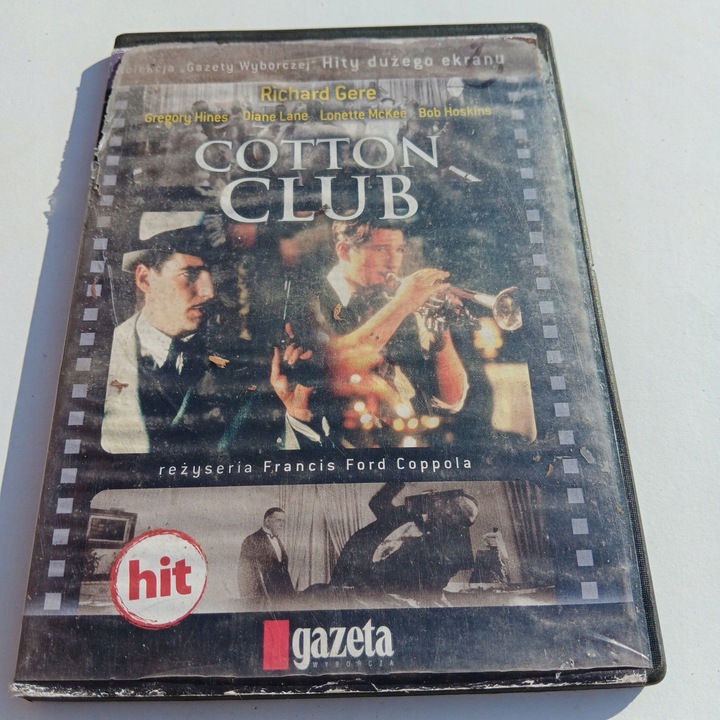 kolekcja „Gazety Wyborczej” Hity dużego ekranu
Richard Gere
Gregory Hines Diane Lane Lonette McKee Bob Hoskins
COTTON
CLUB
reżyseria Francis Ford Coppola
hit
gazeta
WYBORCZA